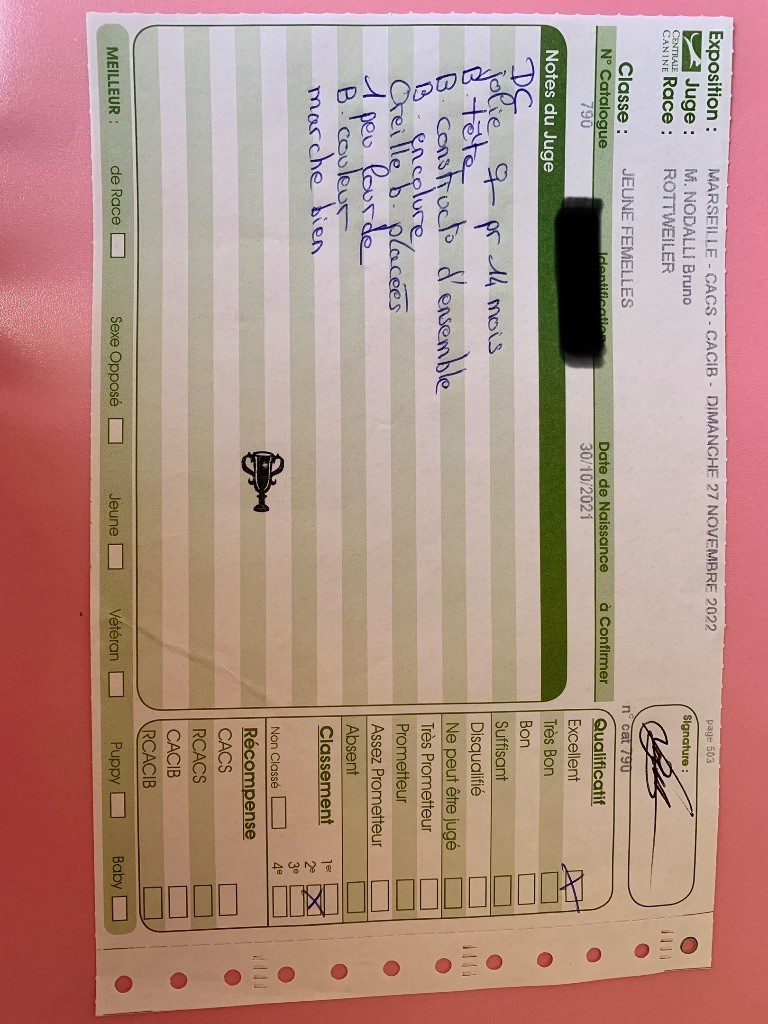 Exposition : MARSEILLE - CACS - CACIB - DIMANCHE 27 NOVEMBRE 2022
page 503
CENTRALE CANINE
Juge : M. NODALLI Bruno
Race : ROTTWEILER
Signature :
Classe : JEUNE FEMELLES
n° cat 790
N° Catalogue Identification Date de Naissance à Confirmer
790 30/10/2021
Notes du Juge
DG
jolie ♀ pr 14 mois
B. tête
B. constructo d'ensemble
B. encolure
Oreille b. placées
1 peu lourde
B. couleur
marche bien
Qualificatif
Excellent
Très Bon
Bon
Suffisant
Disqualifié
Ne peut être jugé
Très Prometteur
Prometteur
Assez Prometteur
Absent
Classement
1er
2e
3e
Non Classé 4e
Récompense
CACS
RCACS
CACIB
RCACIB
MEILLEUR : de Race Sexe Opposé Jeune Vétéran Puppy Baby